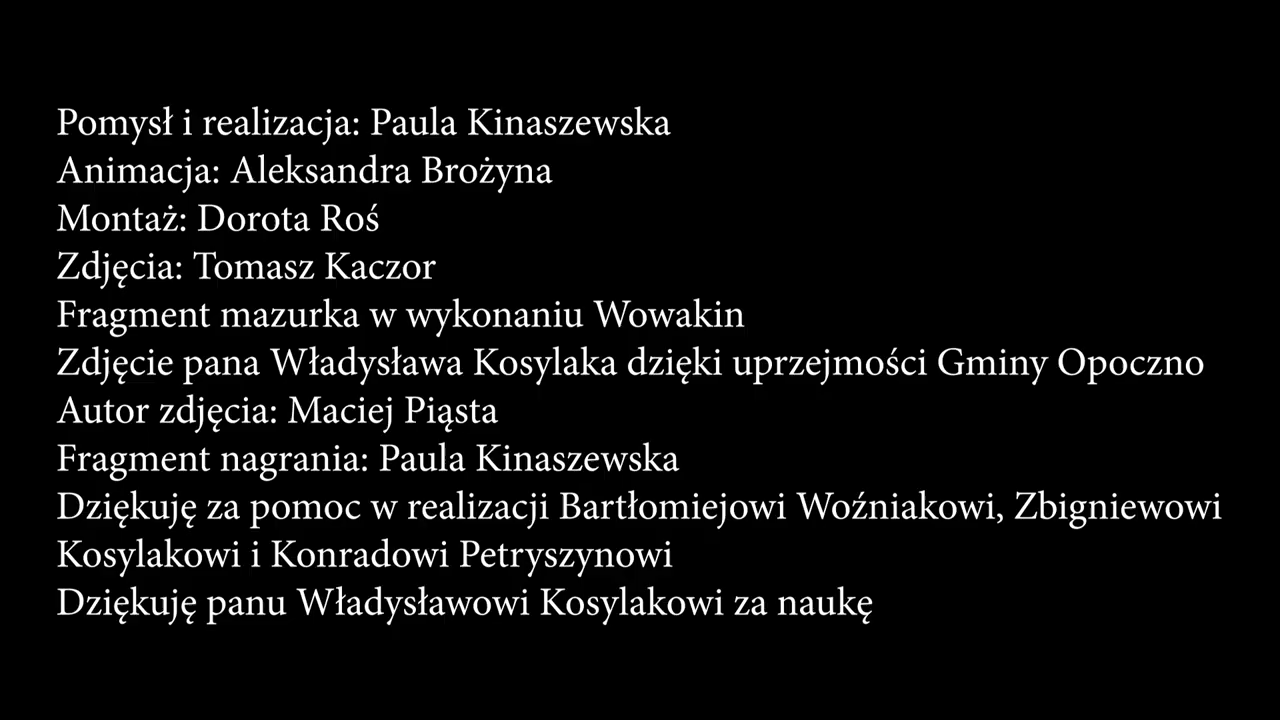 Pomysł i realizacja: Paula Kinaszewska
Animacja: Aleksandra Brożyna
Montaż: Dorota Roś
Zdjęcia: Tomasz Kaczor
Fragment mazurka w wykonaniu Wowakin
Zdjęcie pana Władysława Kosylaka dzięki uprzejmości Gminy Opoczno
Autor zdjęcia: Maciej Piąsta
Fragment nagrania: Paula Kinaszewska
Dziękuję za pomoc w realizacji Bartłomiejowi Woźniakowi, Zbigniewowi
Kosylakowi i Konradowi Petryszynowi
Dziękuję panu Władysławowi Kosylakowi za naukę